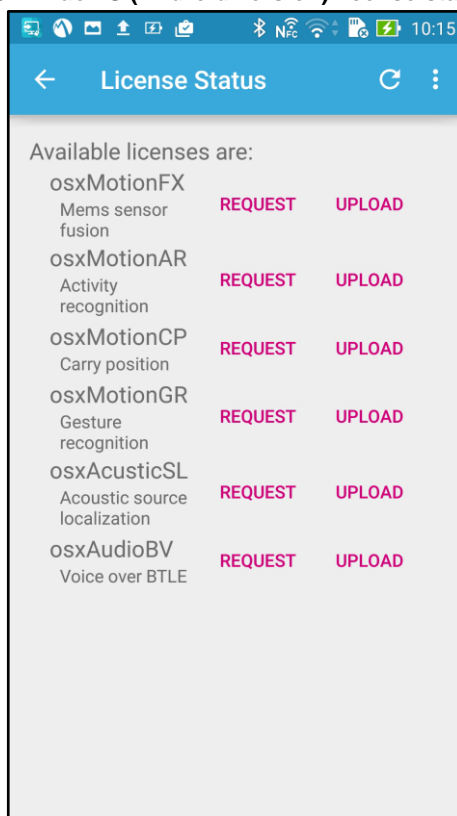 NFC 10:15
License Status
Available licenses are:
osxMotionFX
Mems sensor
fusion
REQUEST UPLOAD
osxMotionAR
Activity
recognition
REQUEST UPLOAD
osxMotionCP
Carry position
REQUEST UPLOAD
osxMotionGR
Gesture
recognition
REQUEST UPLOAD
osxAcusticSL
Acoustic source
localization
REQUEST UPLOAD
osxAudioBV
Voice over BTLE
REQUEST UPLOAD